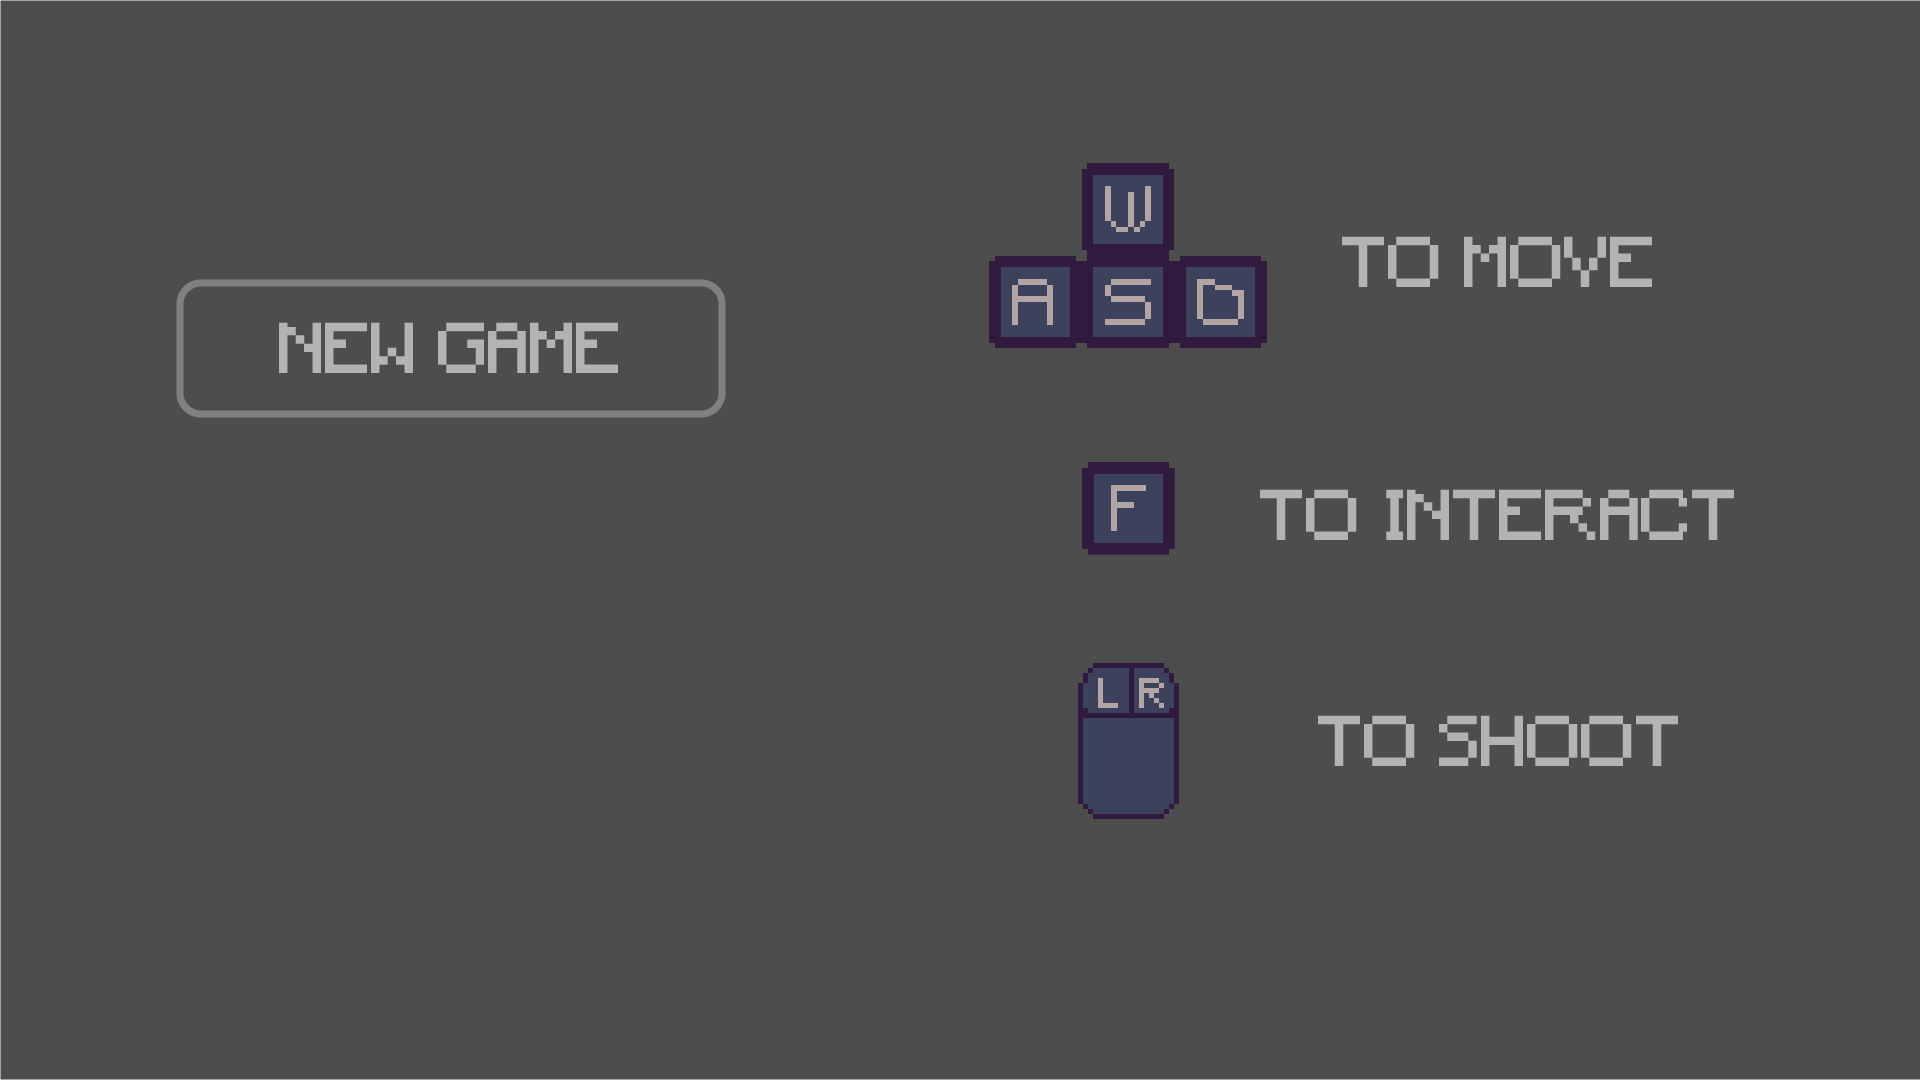 NEW GAME
W
A S D
TO MOVE
F
TO INTERACT
L R
TO SHOOT